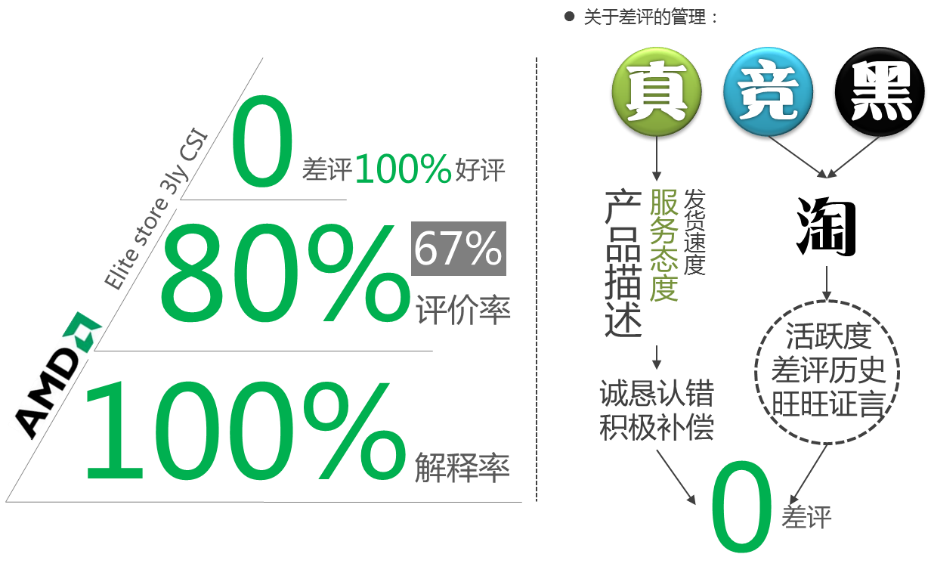 Elite store 3ly CSI
AMD
0
差评100%好评
80%
67%
评价率
100%
解释率
关于差评的管理：
真 竞 黑
产品描述
服务态度
发货速度
诚恳认错
积极补偿
淘
活跃度
差评历史
旺旺证言
0差评